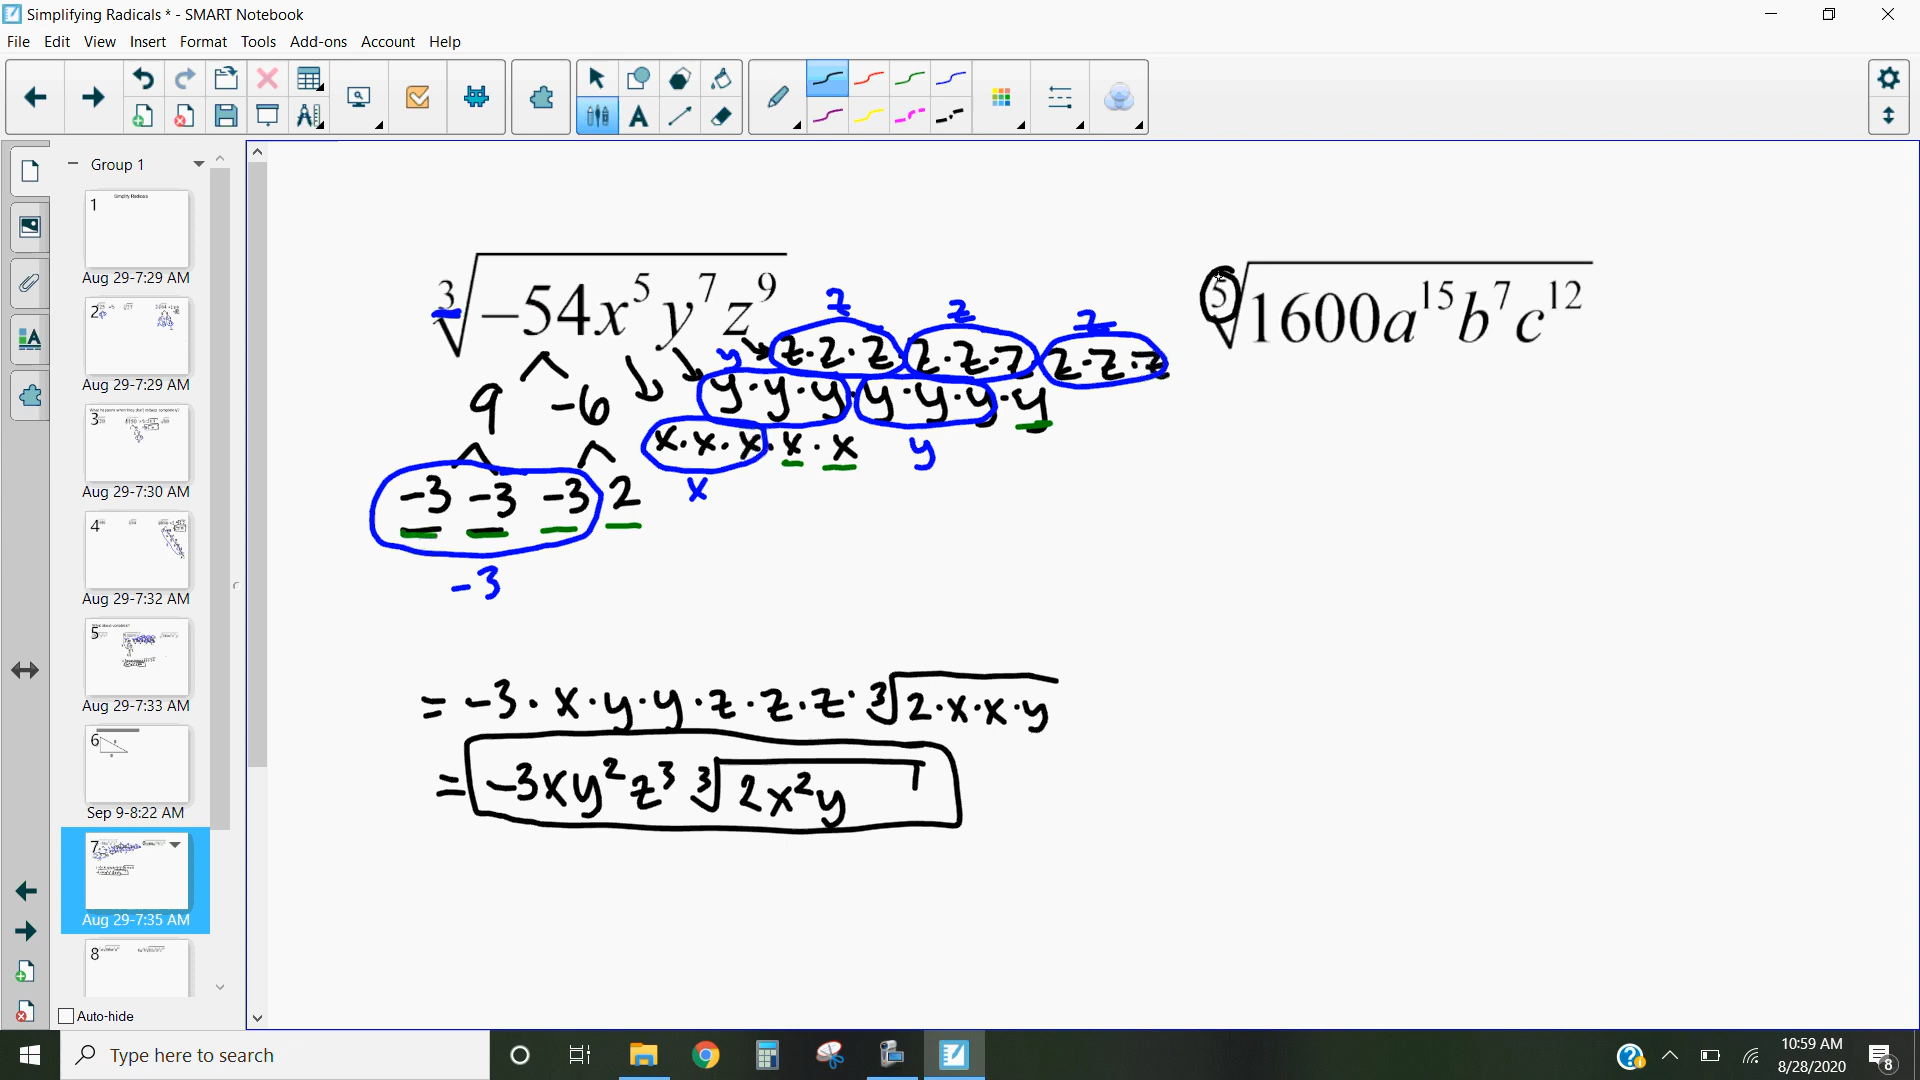 Simplifying Radicals * - SMART Notebook
File Edit View Insert Format Tools Add-ons Account Help
Group 1
1
Simplify Radicals
Aug 29-7:29 AM
2
Aug 29-7:29 AM
3
Aug 29-7:30 AM
4
Aug 29-7:32 AM
5
Aug 29-7:33 AM
6
Sep 9-8:22 AM
7
Aug 29-7:35 AM
8
Auto-hide
∛(-54x⁵y⁷z⁹)
z z z
z·z·z z·z·z z·z·z
y
y·y·y·y·y·y·y
9 -6
x·x·x·x·x y
-3 -3 -3 2 x
-3
= -3·x·y·y·z·z·z·∛(2·x·x·y)
= -3xy²z³ ∛(2x²y)
⁵√(1600a¹⁵b⁷c¹²)
Type here to search
10:59 AM
8/28/2020
8